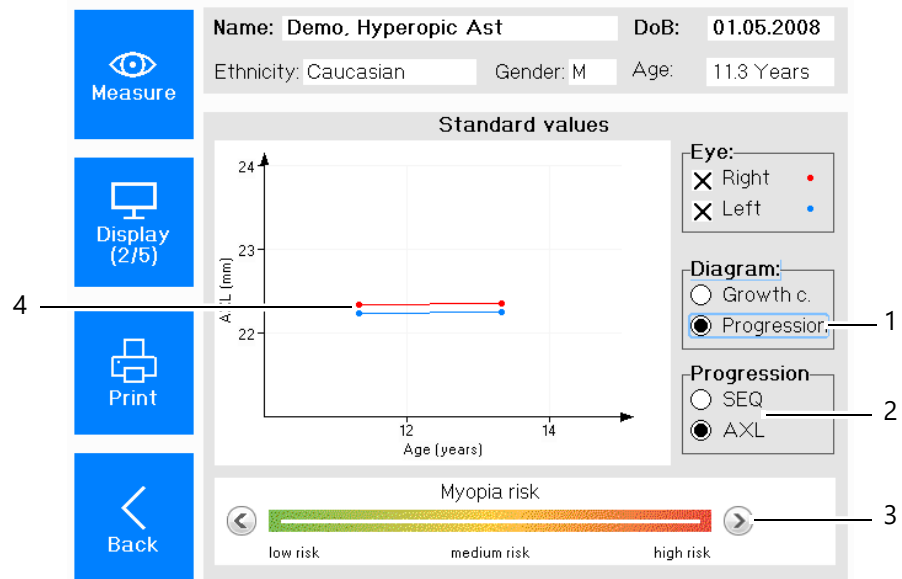 Name: Demo, Hyperopic Ast DoB: 01.05.2008
Ethnicity: Caucasian Gender: M Age: 11.3 Years
Measure
Display
(2/5)
Print
Back
Standard values
24
23
22
AXL (mm)
12 14
Age (years)
Eye:
Right
Left
Diagram:
Growth c.
Progression
Progression
SEQ
AXL
Myopia risk
low risk medium risk high risk
1
2
3
4